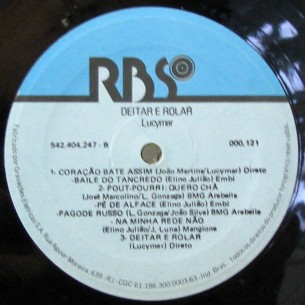 RBS
DEITAR E ROLAR
Lucymar
542.404.247 - B
000.121
1- CORAÇÃO BATE ASSIM (João Martins/Lucymar) Direto
-BAILE DO TANCREDO (Elino Julião) Embi
2- POUT-POURRI: QUERO CHÁ
(José Marcolino/L. Gonzaga) BMG Arabella
PÉ DE ALFACE (Elino Julião) Embi
PAGODE RUSSO (L. Gonzaga/João Silva) BMG Arabella
NA MINHA REDE NÃO
(Elino Julião/J. Luna) Mangione
3- DEITAR E ROLAR
(Lucymar) Direto